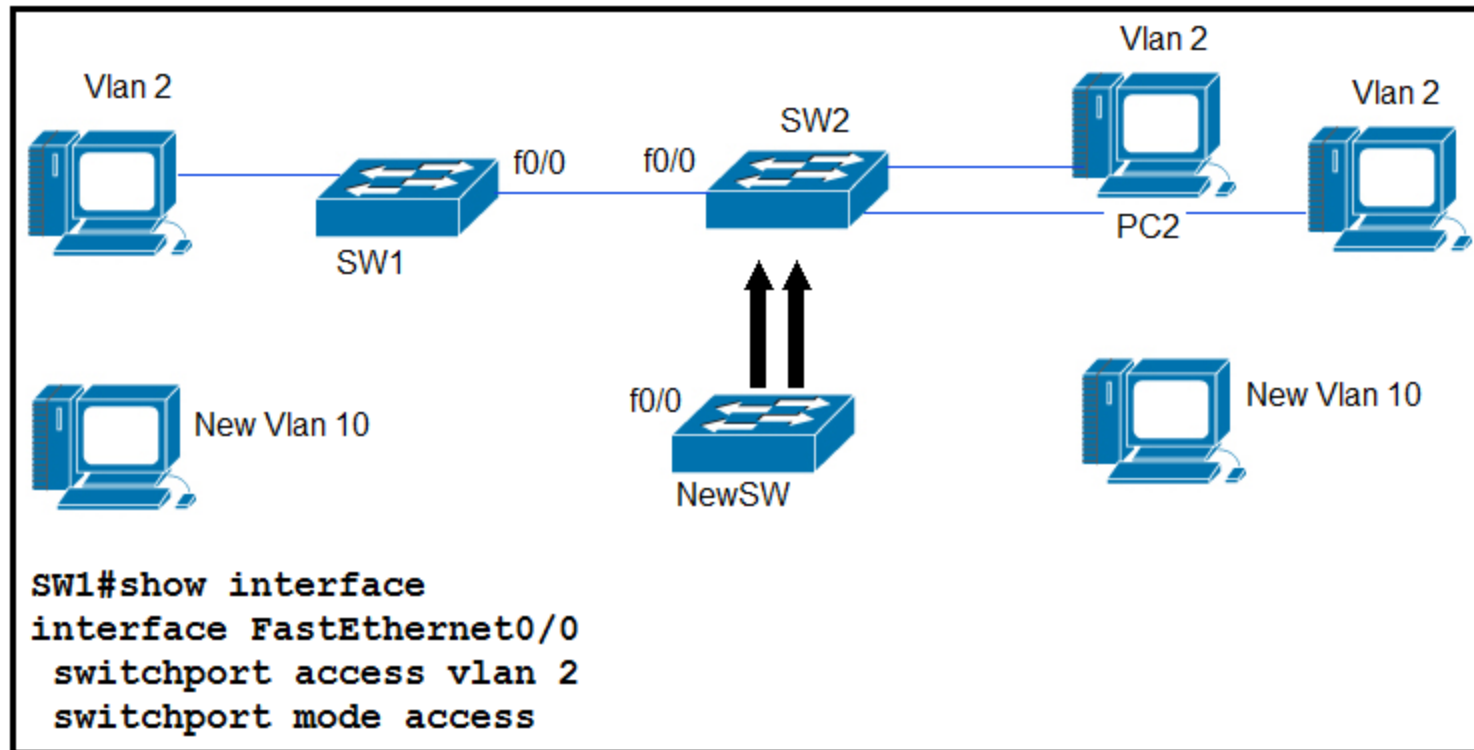 Vlan 2
Vlan 2
Vlan 2
SW2
f0/0
f0/0
SW1
PC2
New Vlan 10
f0/0
New Vlan 10
NewSW
SW1#show interface
interface FastEthernet0/0
switchport access vlan 2
switchport mode access